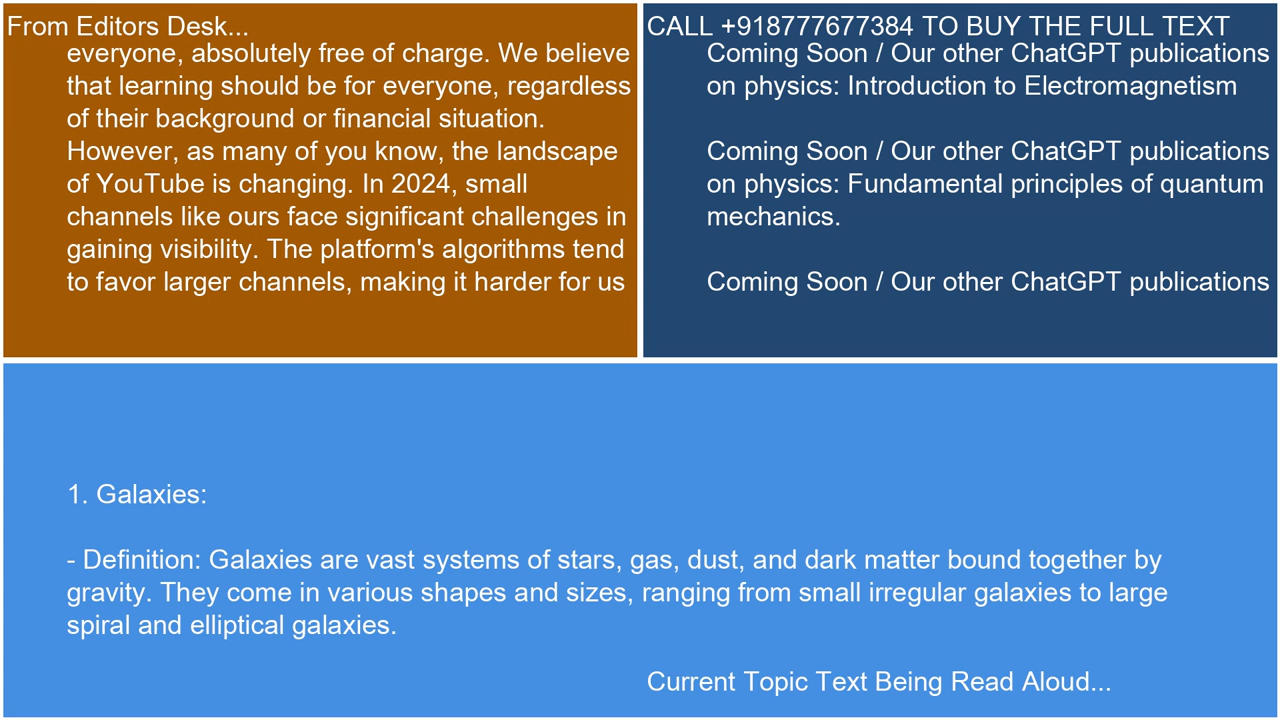 From Editors Desk...
everyone, absolutely free of charge. We believe
that learning should be for everyone, regardless
of their background or financial situation.
However, as many of you know, the landscape
of YouTube is changing. In 2024, small
channels like ours face significant challenges in
gaining visibility. The platform's algorithms tend
to favor larger channels, making it harder for us
CALL +918777677384 TO BUY THE FULL TEXT
Coming Soon / Our other ChatGPT publications
on physics: Introduction to Electromagnetism
Coming Soon / Our other ChatGPT publications
on physics: Fundamental principles of quantum
mechanics.
Coming Soon / Our other ChatGPT publications
1. Galaxies:
- Definition: Galaxies are vast systems of stars, gas, dust, and dark matter bound together by
gravity. They come in various shapes and sizes, ranging from small irregular galaxies to large
spiral and elliptical galaxies.
Current Topic Text Being Read Aloud...